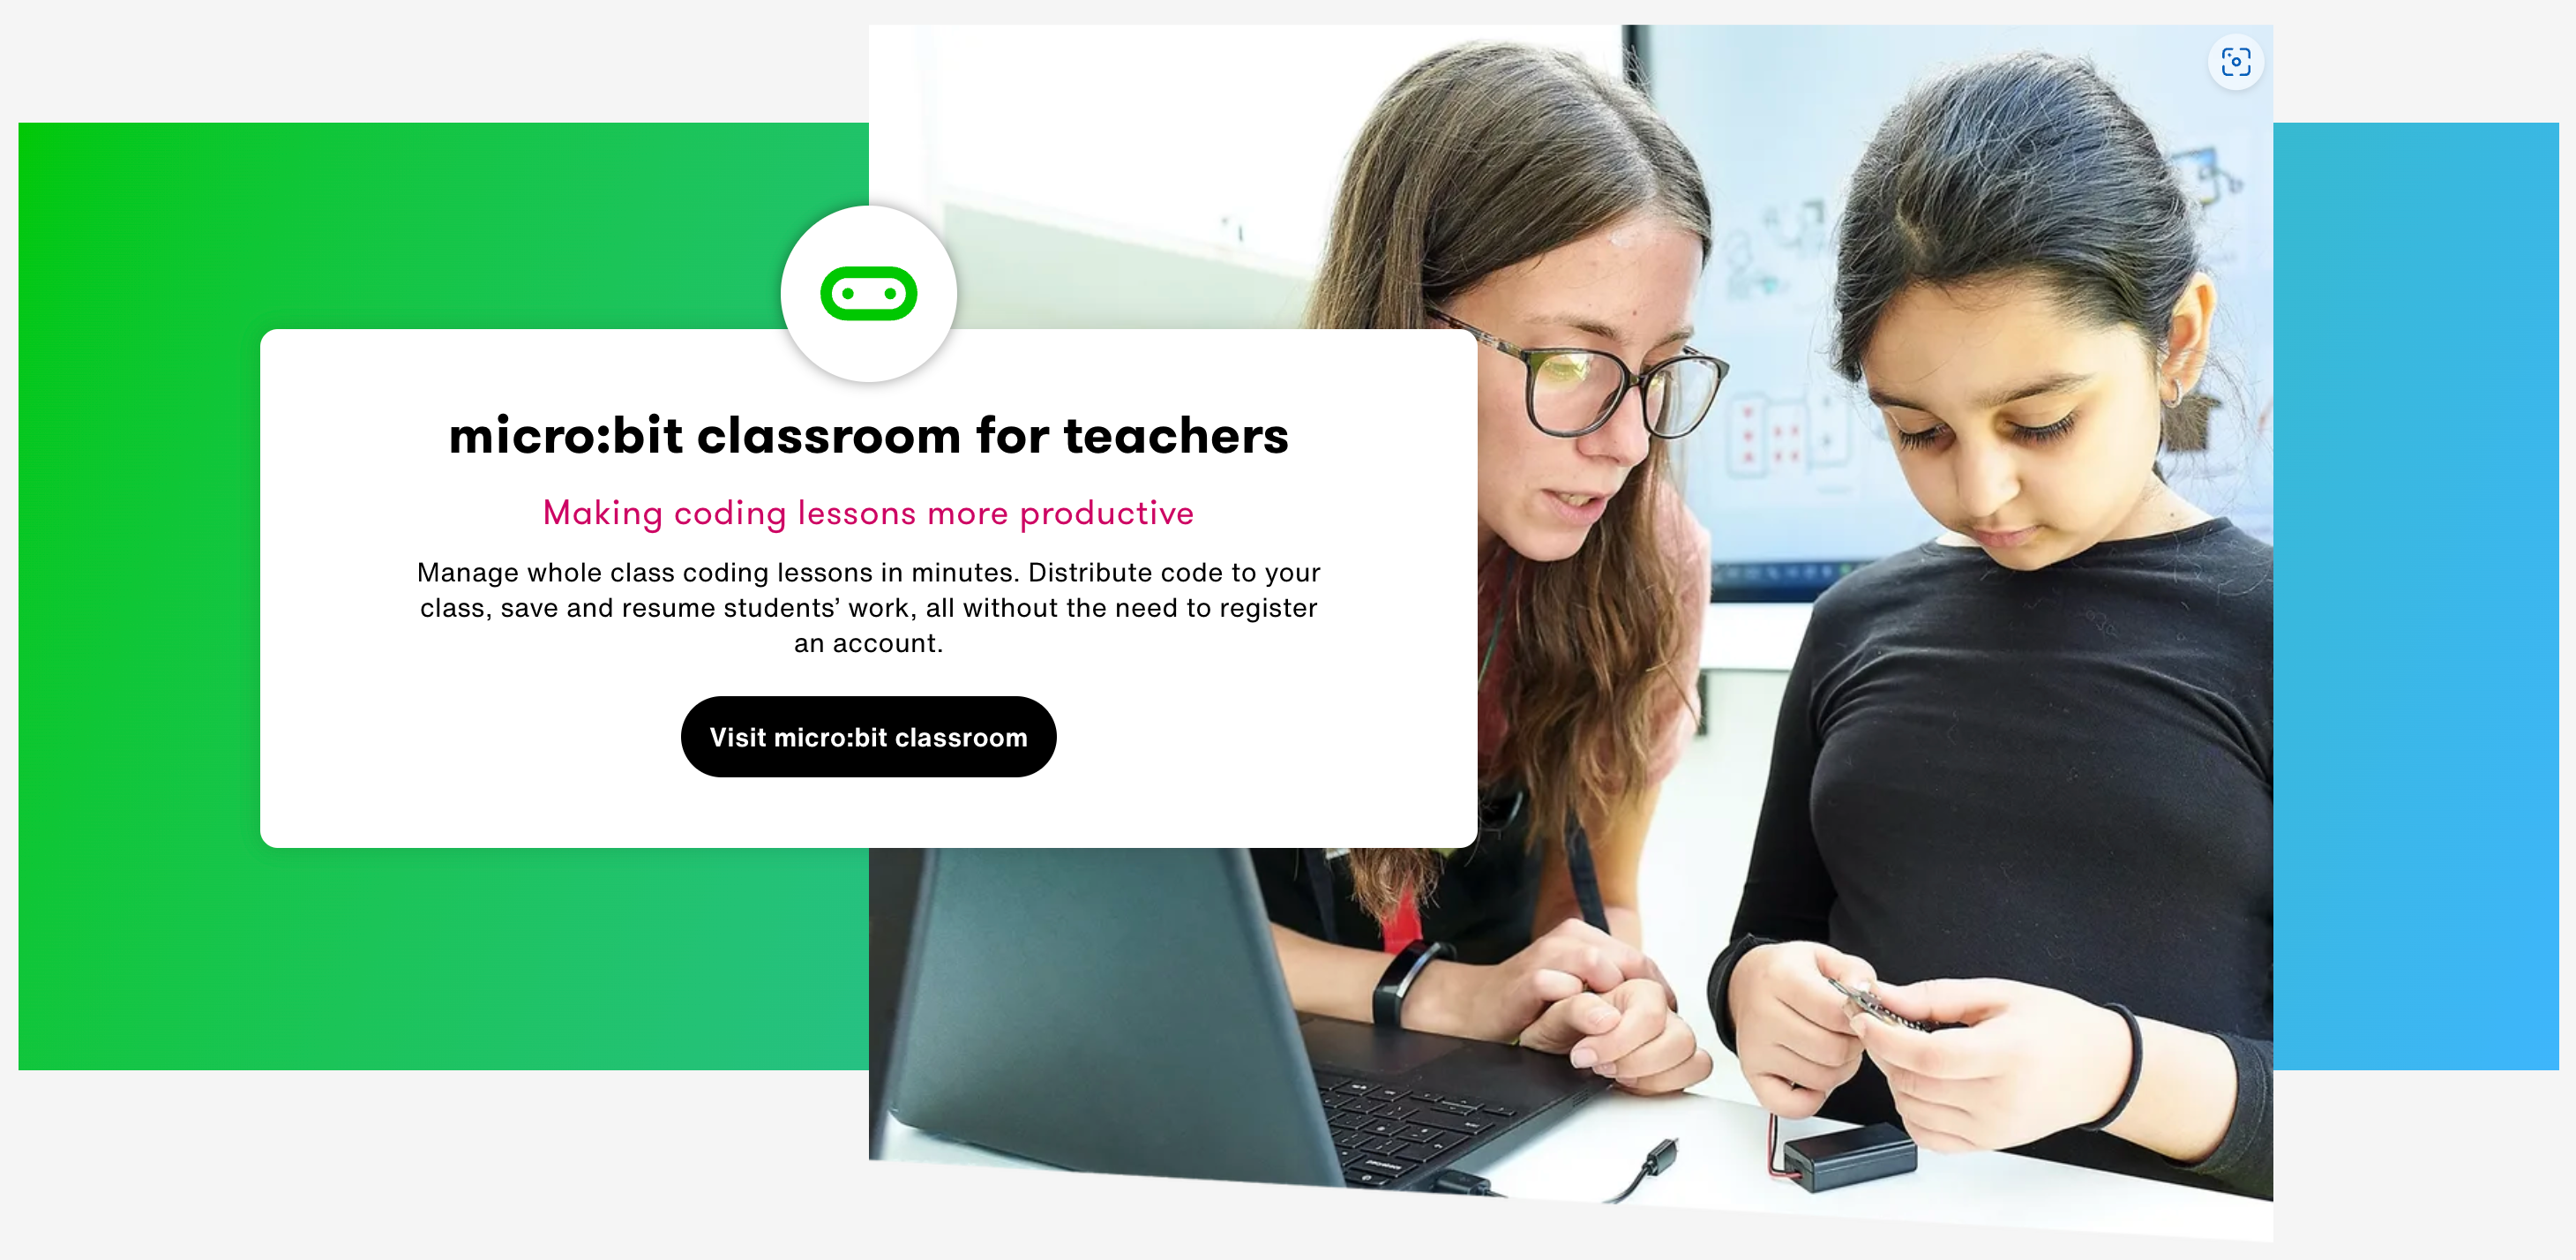 micro:bit classroom for teachers
Making coding lessons more productive
Manage whole class coding lessons in minutes. Distribute code to your
class, save and resume students’ work, all without the need to register
an account.
Visit micro:bit classroom